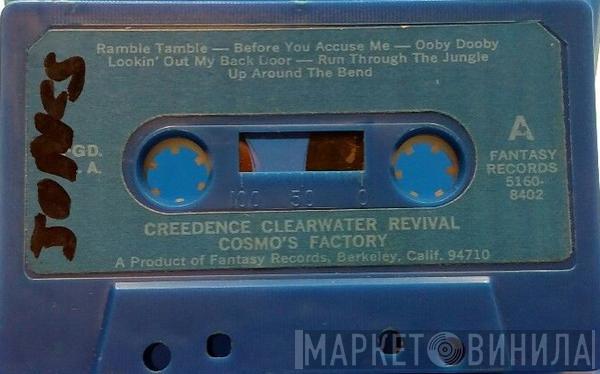 Ramble Tamble — Before You Accuse Me — Ooby Dooby
Lookin' Out My Back Door — Run Through The Jungle
Up Around The Bend
JONES
GD.
A.
A
FANTASY
RECORDS
5160-
8402
100 50 0
CREEDENCE CLEARWATER REVIVAL
COSMO'S FACTORY
A Product of Fantasy Records, Berkeley, Calif. 94710
МАРКЕТ ВИНИЛА